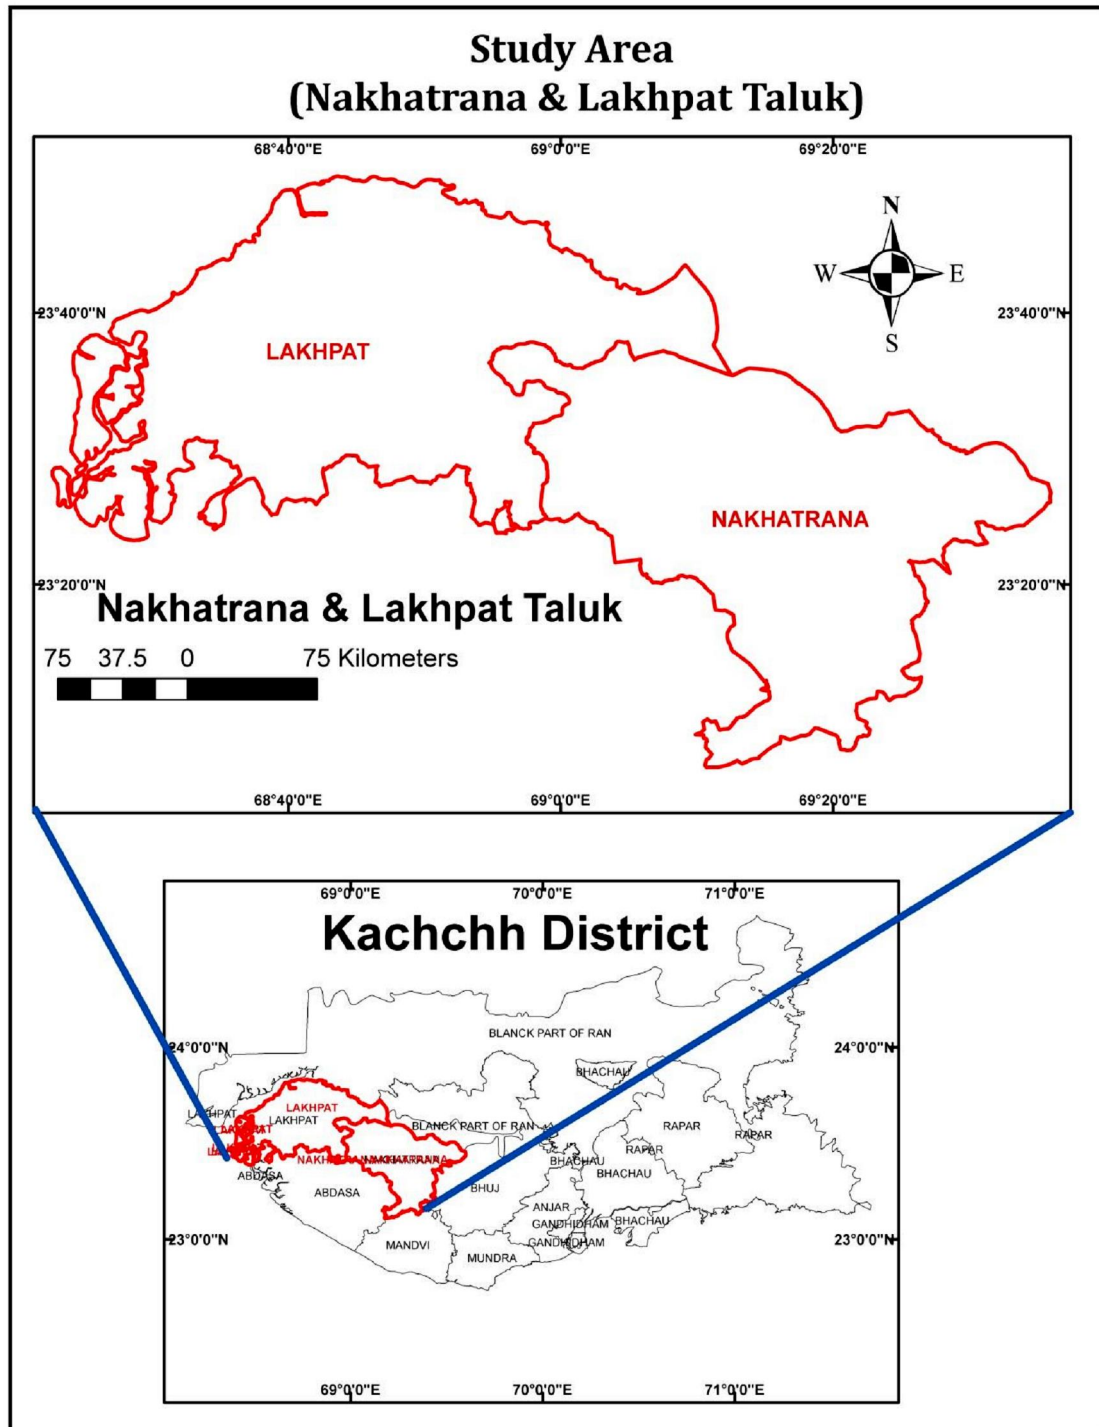 Study Area
(Nakhatrana & Lakhpat Taluk)
68°40'0"E 69°0'0"E 69°20'0"E
N
W E
S
23°40'0"N 23°40'0"N
LAKHPAT
NAKHATRANA
23°20'0"N 23°20'0"N
Nakhatrana & Lakhpat Taluk
75 37.5 0 75 Kilometers
68°40'0"E 69°0'0"E 69°20'0"E
69°0'0"E 70°0'0"E 71°0'0"E
Kachchh District
BLANCK PART OF RAN
24°0'0"N 24°0'0"N
BHACHAU
LAKHPAT
LAKHPAT
LAKHPAT
BLANCK PART OF RAN
RAPAR
RAPAR
LAKHPAT
RAPAR
NAKHATRANA
BHACHAU
BHACHAU
ABDASA
ABDASA
BHUJ
ANJAR
GANDHIDHAM
BHACHAU
MANDVI
GANDHIDHAM
MUNDRA
23°0'0"N 23°0'0"N
69°0'0"E 70°0'0"E 71°0'0"E